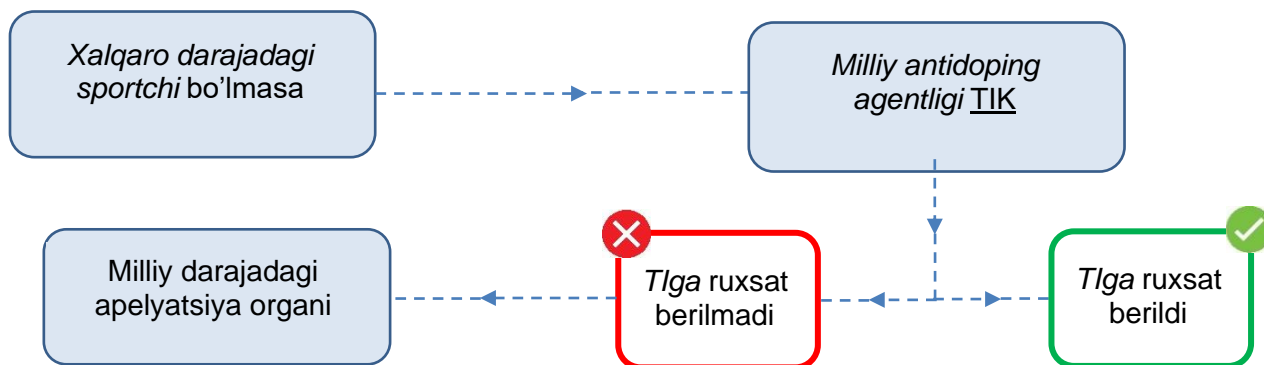 Xalqaro darajadagi
sportchi bo’lmasa
Milliy antidoping
agentligi TIK
Milliy darajadagi
apelyatsiya organi
TIga ruxsat
berilmadi
TIga ruxsat
berildi